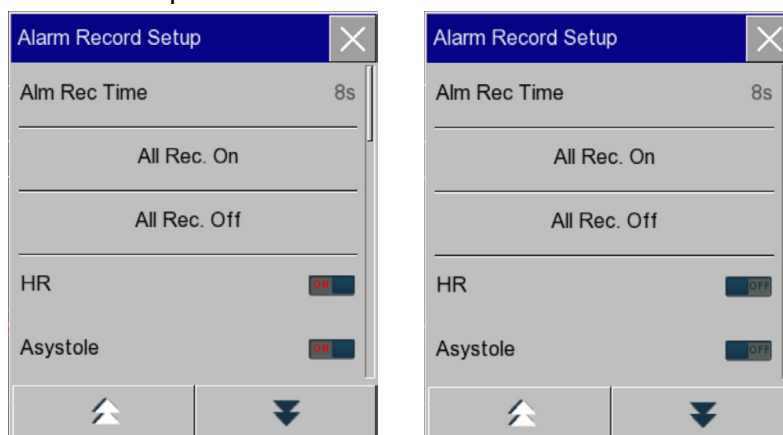 Alarm Record Setup
Alm Rec Time 8s
All Rec. On
All Rec. Off
HR ON
Asystole ON
Alarm Record Setup
Alm Rec Time 8s
All Rec. On
All Rec. Off
HR OFF
Asystole OFF